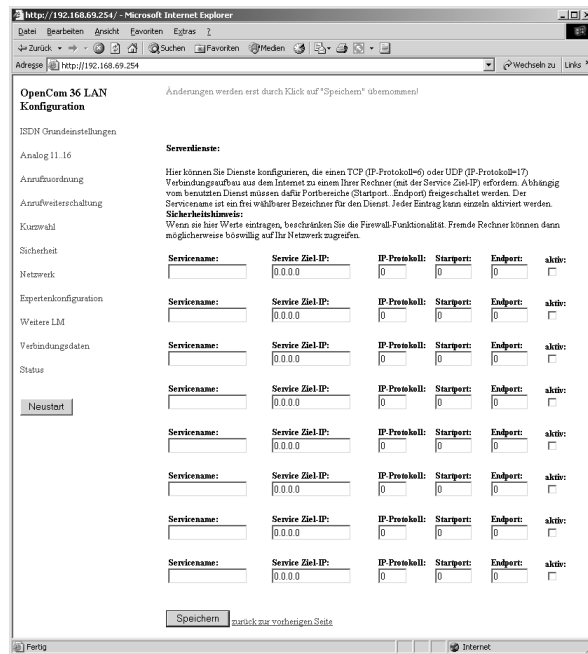 http://192.168.69.254/ - Microsoft Internet Explorer
Datei Bearbeiten Ansicht Favoriten Extras ?
Zurück Suchen Favoriten Medien
Adresse http://192.168.69.254 Wechseln zu Links
OpenCom 36 LAN
Konfiguration
ISDN Grundeinstellungen
Analog 11..16
Anrufzuordnung
Anrufweiterschaltung
Kurzwahl
Sicherheit
Netzwerk
Expertenkonfiguration
Weitere LM
Verbindungsdaten
Status
Neustart
Änderungen werden erst durch Klick auf "Speichern" übernommen!
Serverdienste:
Hier können Sie Dienste konfigurieren, die einen TCP (IP-Protokoll=6) oder UDP (IP-Protokoll=17)
Verbindungsaufbau aus dem Internet zu einem Ihrer Rechner (mit der Service Ziel-IP) erfordern. Abhängig
vom benutzten Dienst müssen dafür Portbereiche (Startport...Endport) freigeschaltet werden. Der
Servicename ist ein frei wählbarer Bezeichner für den Dienst. Jeder Eintrag kann einzeln aktiviert werden.
Sicherheitshinweis:
Wenn sie hier Werte eintragen, beschränken Sie die Firewall-Funktionalität. Fremde Rechner können dann
möglicherweise böswillig auf Ihr Netzwerk zugreifen.
Servicename: Service Ziel-IP: IP-Protokoll: Startport: Endport: aktiv:
0.0.0.0 0 0 0
Servicename: Service Ziel-IP: IP-Protokoll: Startport: Endport: aktiv:
0.0.0.0 0 0 0
Servicename: Service Ziel-IP: IP-Protokoll: Startport: Endport: aktiv:
0.0.0.0 0 0 0
Servicename: Service Ziel-IP: IP-Protokoll: Startport: Endport: aktiv:
0.0.0.0 0 0 0
Servicename: Service Ziel-IP: IP-Protokoll: Startport: Endport: aktiv:
0.0.0.0 0 0 0
Servicename: Service Ziel-IP: IP-Protokoll: Startport: Endport: aktiv:
0.0.0.0 0 0 0
Servicename: Service Ziel-IP: IP-Protokoll: Startport: Endport: aktiv:
0.0.0.0 0 0 0
Servicename: Service Ziel-IP: IP-Protokoll: Startport: Endport: aktiv:
0.0.0.0 0 0 0
Speichern zurück zur vorherigen Seite
Fertig Internet